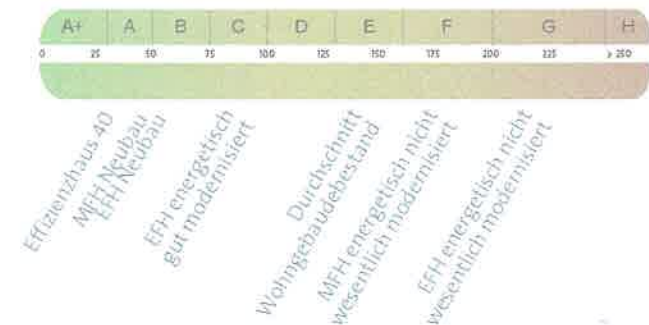 A+ A B C D E F G H
0 25 50 75 100 125 150 175 200 225 > 250
Effizienzhaus 40
MFH Neubau
EFH Neubau
EFH energetisch
gut modernisiert
Durchschnitt
Wohngebäudebestand
MFH energetisch nicht
wesentlich modernisiert
EFH energetisch nicht
wesentlich modernisiert